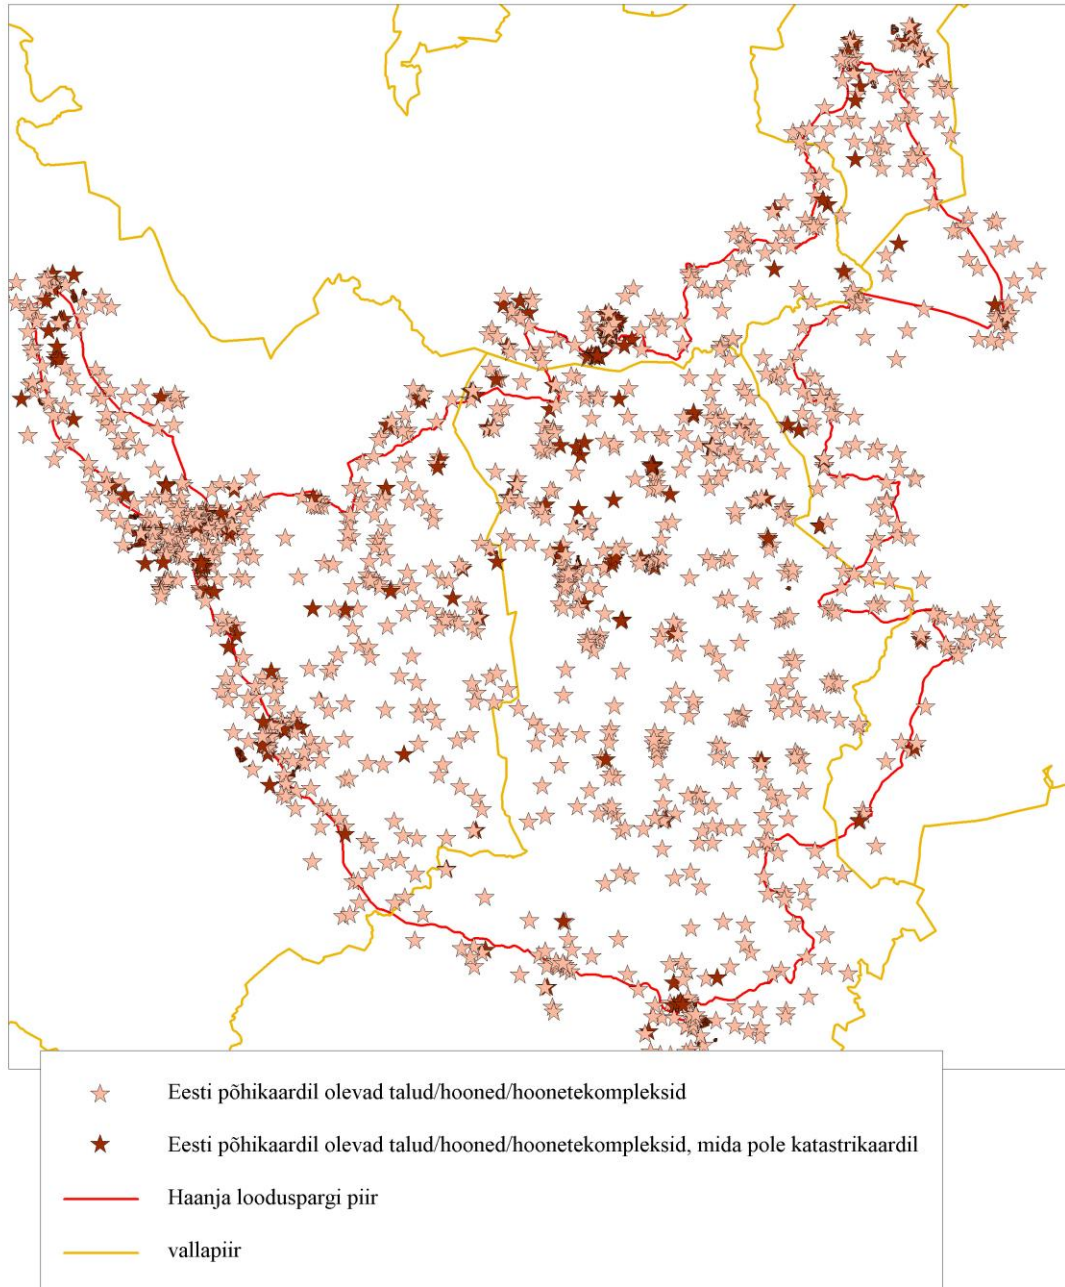 Eesti põhikaardil olevad talud/hooned/hoonetekompleksid
Eesti põhikaardil olevad talud/hooned/hoonetekompleksid, mida pole katastrikaardil
Haanja looduspargi piir
vallapiir